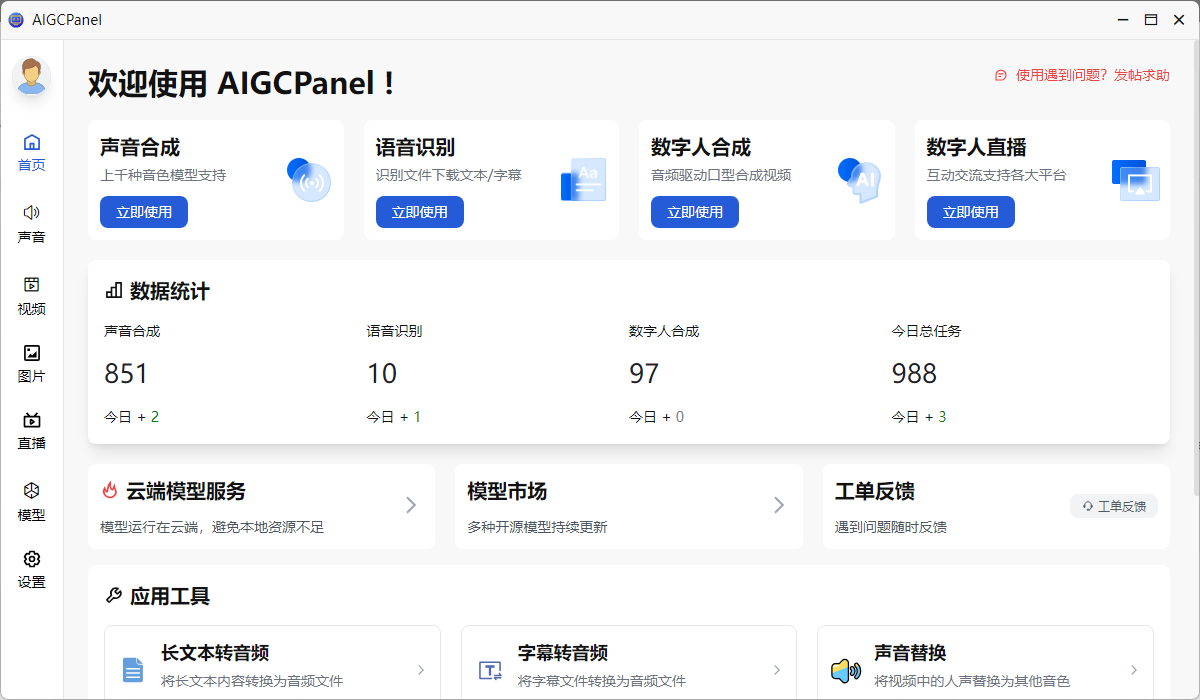 AIGCPanel
欢迎使用 AIGCPanel！
使用遇到问题？发帖求助
首页
声音
视频
图片
直播
模型
设置
声音合成
上千种音色模型支持
立即使用
语音识别
识别文件下载文本/字幕
立即使用
Aa
数字人合成
音频驱动口型合成视频
立即使用
AI
数字人直播
互动交流支持各大平台
立即使用
数据统计
声音合成
851
今日 + 2
语音识别
10
今日 + 1
数字人合成
97
今日 + 0
今日总任务
988
今日 + 3
云端模型服务
模型运行在云端，避免本地资源不足
模型市场
多种开源模型持续更新
工单反馈
遇到问题随时反馈
工单反馈
应用工具
长文本转音频
将长文本内容转换为音频文件
T
字幕转音频
将字幕文件转换为音频文件
声音替换
将视频中的人声替换为其他音色